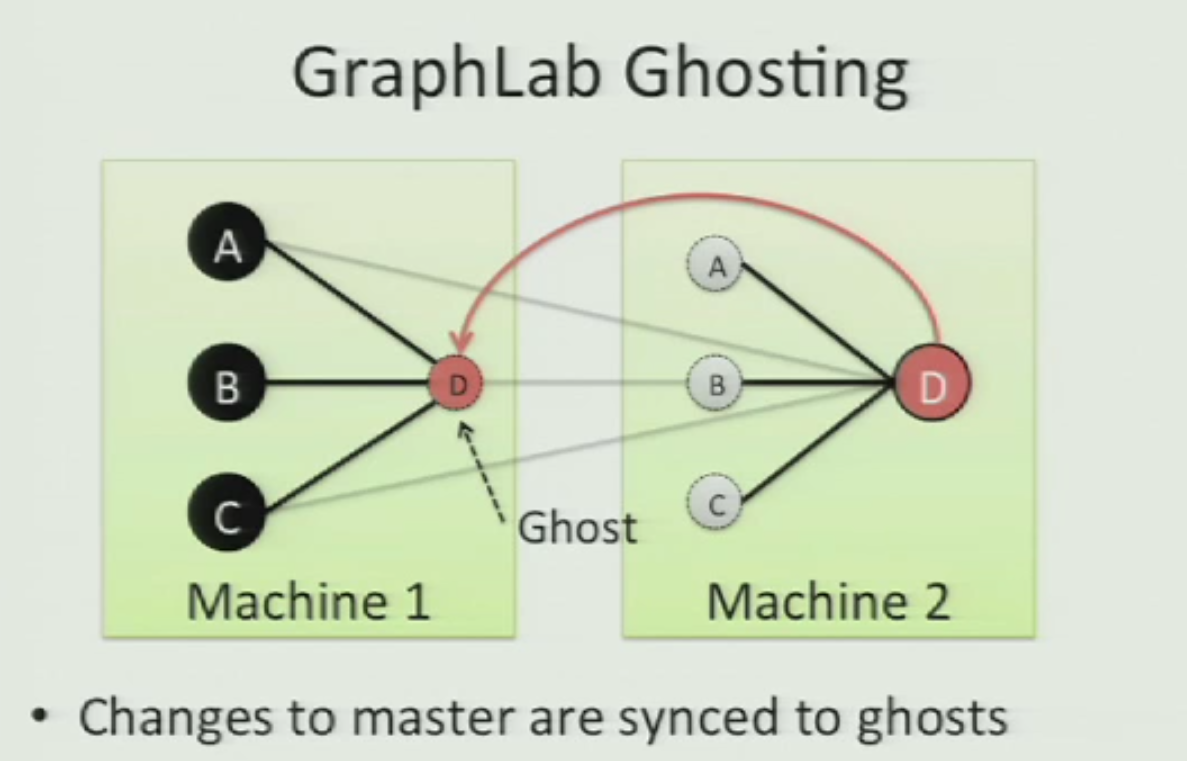 GraphLab Ghosting
A
B
C
D
Ghost
Machine 1
A
B
C
D
Machine 2
• Changes to master are synced to ghosts